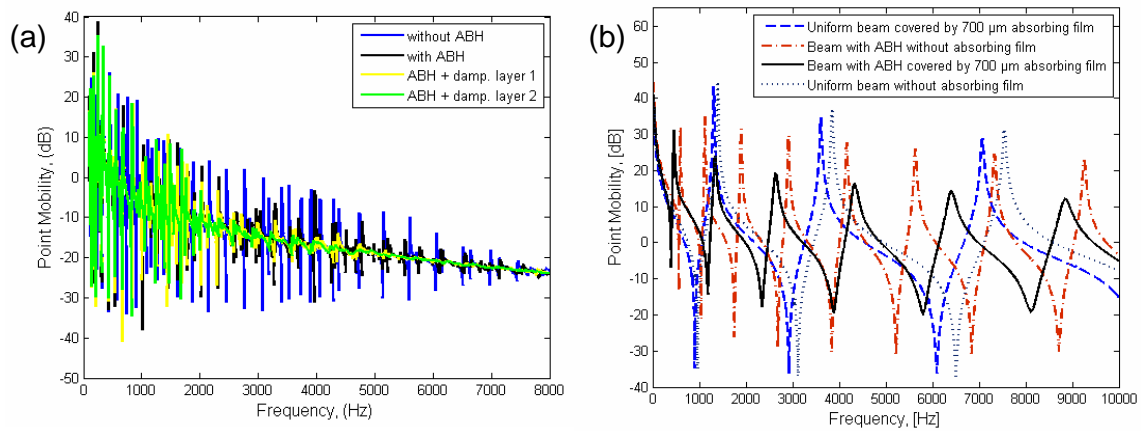 (a)
40
30
20
10
0
-10
-20
-30
-40
-50
0
1000
2000
3000
4000
5000
6000
7000
8000
Point Mobility, (dB)
Frequency, (Hz)
without ABH
with ABH
ABH + damp. layer 1
ABH + damp. layer 2
(b)
60
50
40
30
20
10
0
-10
-20
-30
-40
0
1000
2000
3000
4000
5000
6000
7000
8000
9000
10000
Point Mobility, [dB]
Frequency, [Hz]
Uniform beam covered by 700 µm absorbing film
Beam with ABH without absorbing film
Beam with ABH covered by 700 µm absorbing film
Uniform beam without absorbing film